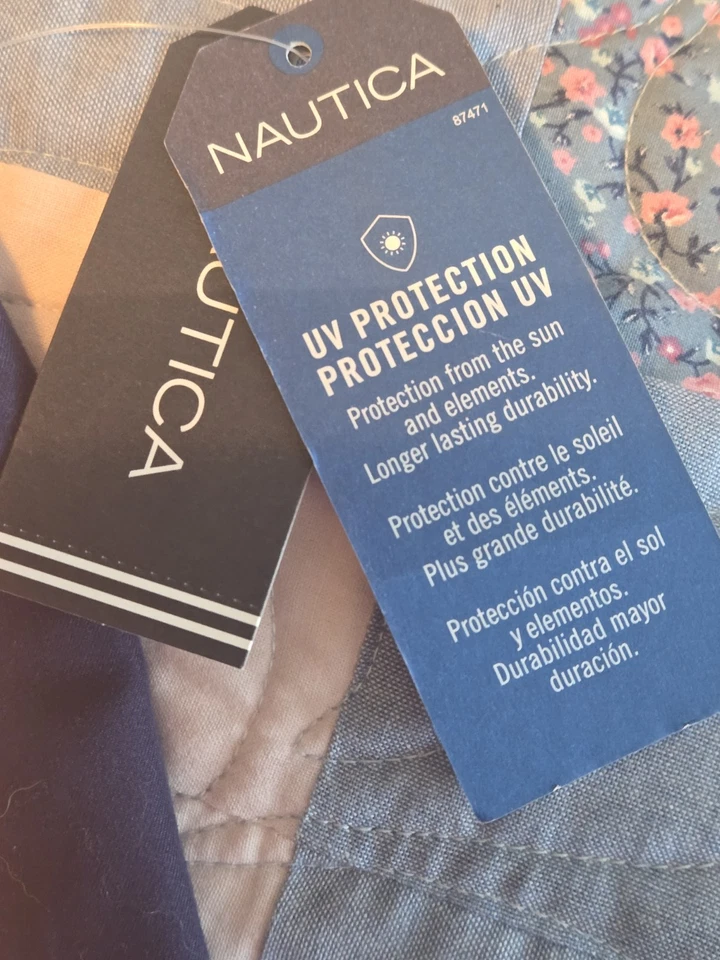 NAUTICA
87471
UV PROTECTION
PROTECCION UV
Protection from the sun
and elements.
Longer lasting durability.
Protection contre le soleil
et des éléments.
Plus grande durabilité.
Protección contra el sol
y elementos.
Durabilidad mayor
duración.
UTICA